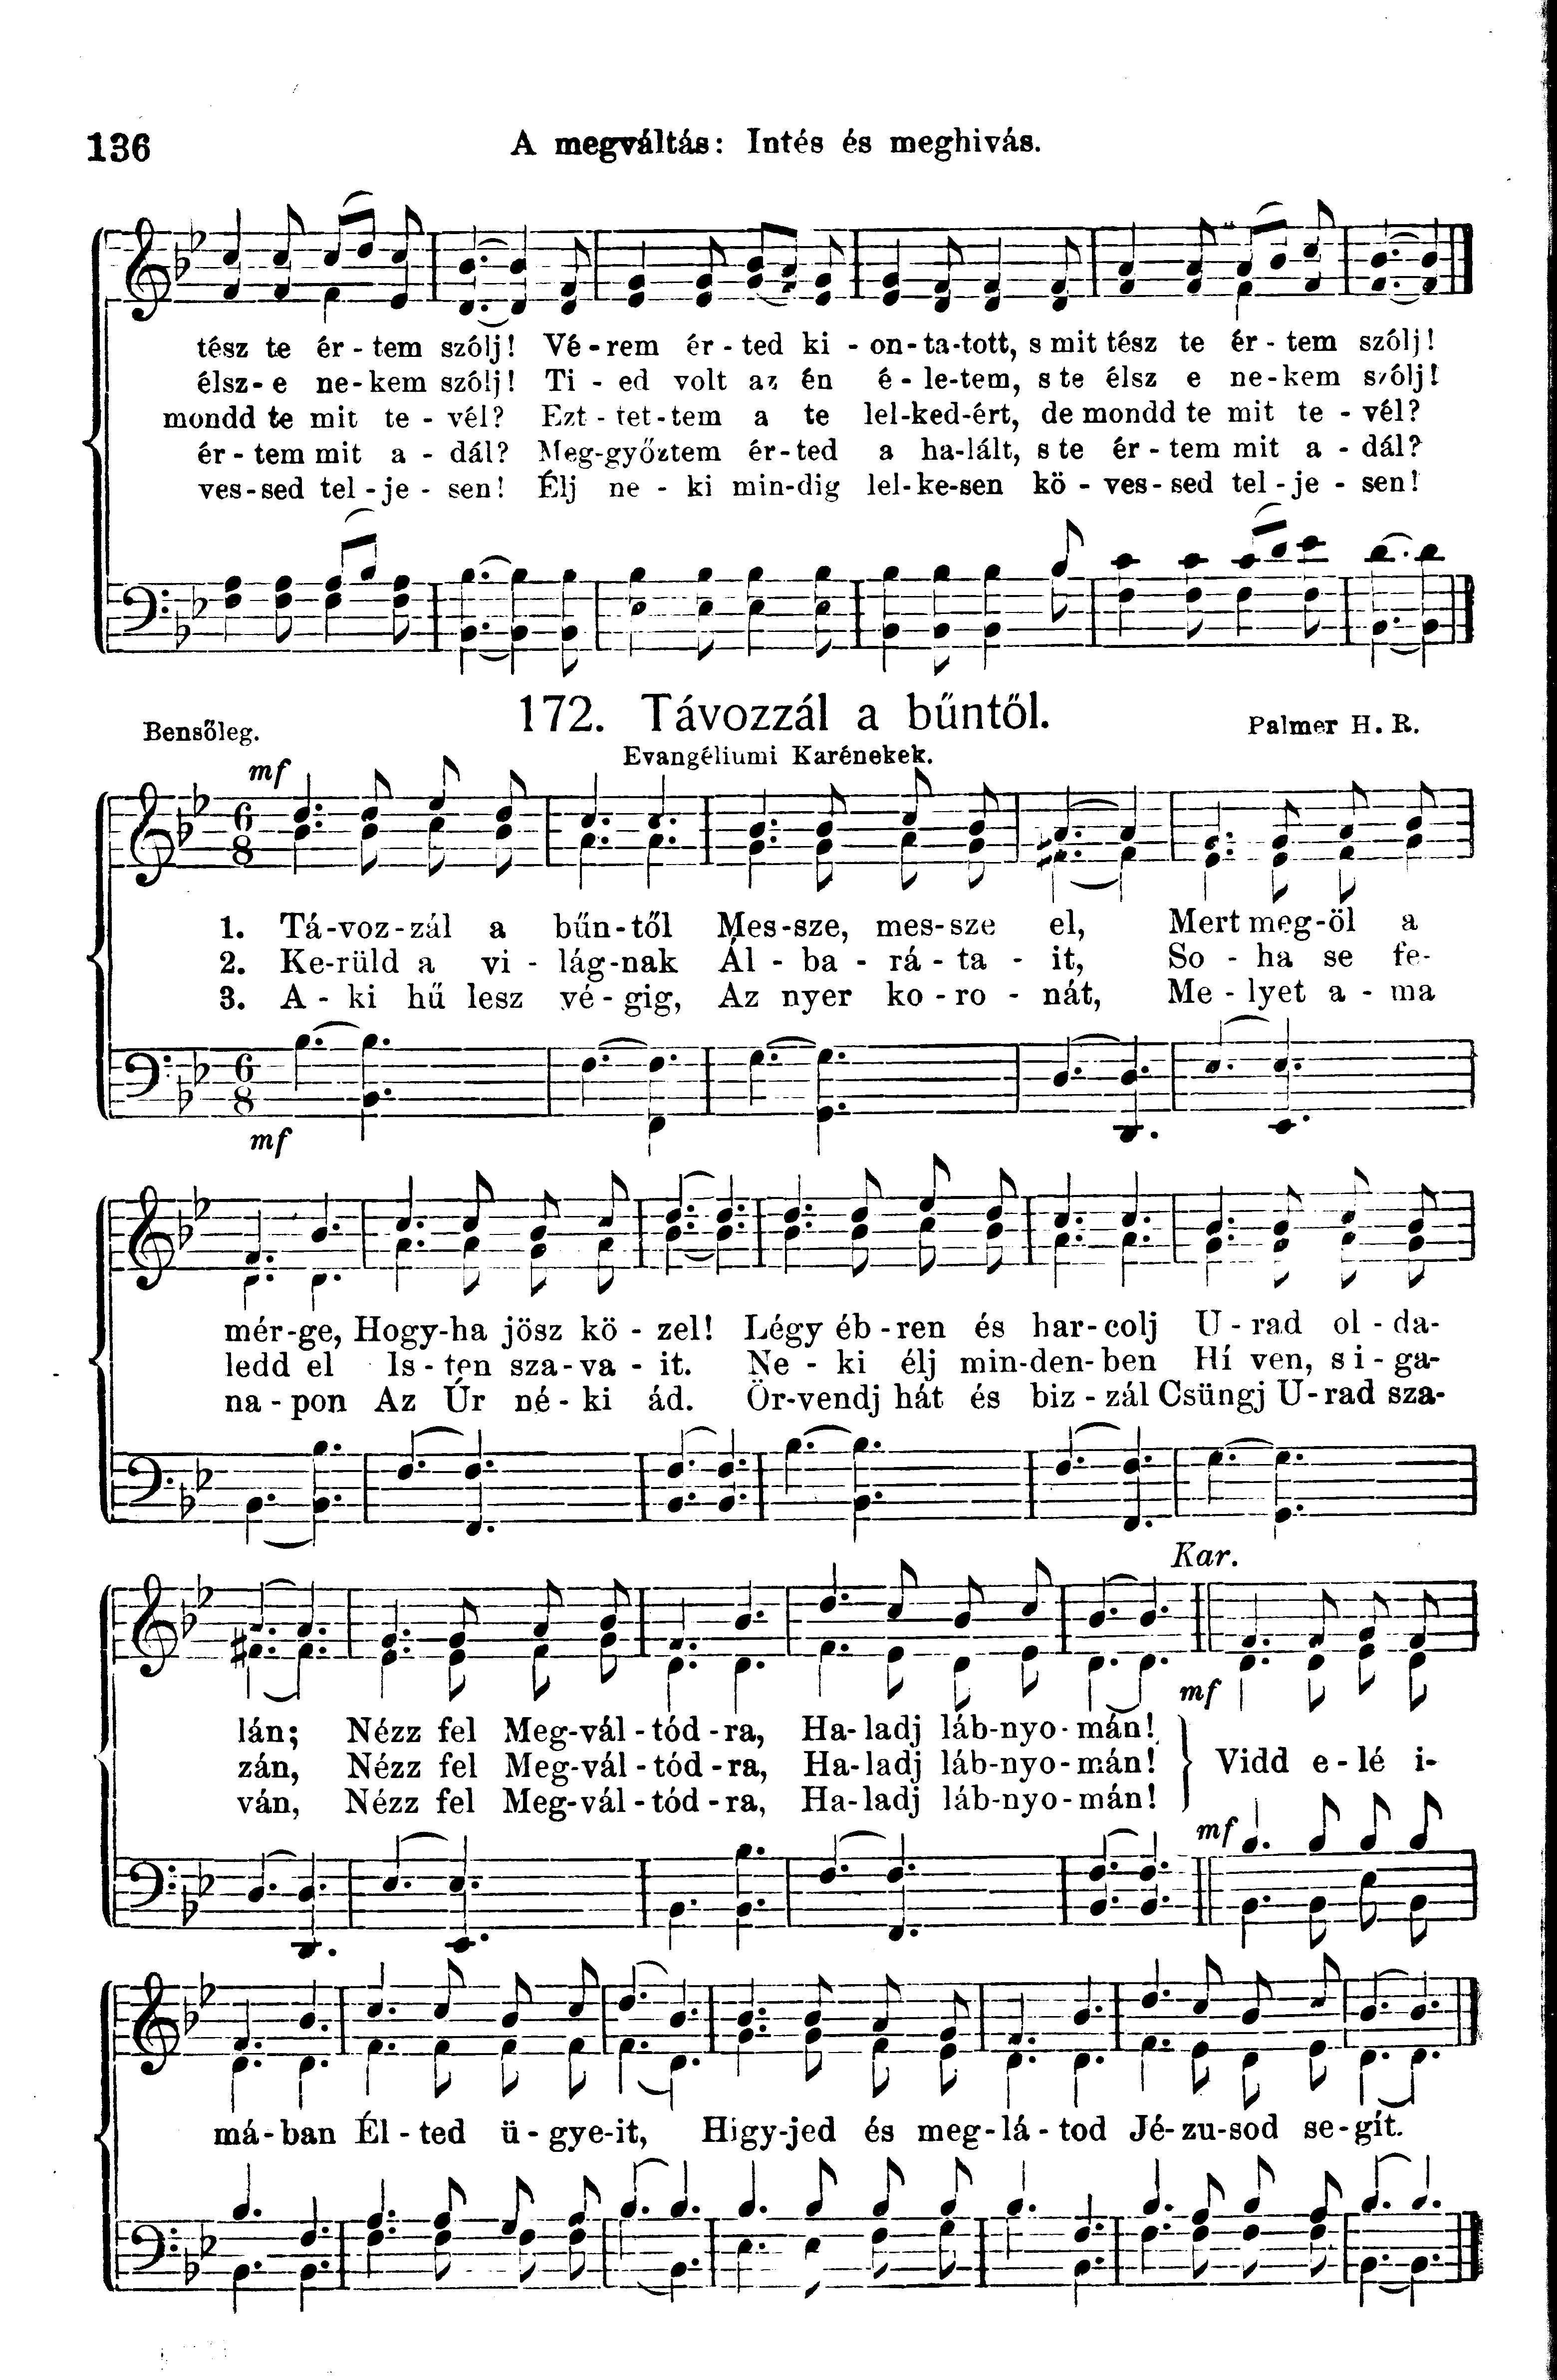 136
A megváltás: Intés és meghivás.
tész te ér - tem szólj! Vé - rem ér - ted ki - on - ta - tott, s mit tész te ér - tem szólj!
élsz - e ne - kem szólj! Ti - ed volt az én é - le - tem, s te élsz e ne - kem szólj!
mondd te mit te - vél? Ezt - tet - tem a te lel - ked - ért, de mondd te mit te - vél?
ér - tem mit a - dál? Meg - győztem ér - ted a ha - lált, s te ér - tem mit a - dál?
ves - sed tel - je - sen! Élj ne - ki min - dig lel - ke - sen kö - ves - sed tel - je - sen!
172. Távozzál a bűntől.
Bensőleg.
Palmer H. R.
Evangéliumi Karénekek.
mf
6 8
1. Tá - voz - zál a bűn - től Mes - sze, mes - sze el, Mert meg - öl a
2. Ke - rüld a vi - lág - nak Ál - ba - rá - ta - it, So - ha se fe -
3. A - ki hű lesz vé - gig, Az nyer ko - ro - nát, Me - lyet a - ma
6 8
mf
mér - ge, Hogy - ha jösz kö - zel! Légy éb - ren és har - colj U - rad ol - da -
ledd el Is - ten sza - va - it. Ne - ki élj min - den - ben Hí ven, s i - ga -
na - pon Az Úr né - ki ád. Ör - vendj hát és biz - zál Csüngj U - rad sza -
Kar.
mf
lán; Nézz fel Meg - vál - tód - ra, Ha - ladj láb - nyo - mán!
zán, Nézz fel Meg - vál - tód - ra, Ha - ladj láb - nyo - mán! Vidd e - lé i -
ván, Nézz fel Meg - vál - tód - ra, Ha - ladj láb - nyo - mán!
mf
má - ban Él - ted ü - gye - it, Higy - jed és meg - lá - tod Jé - zu - sod se - gít.